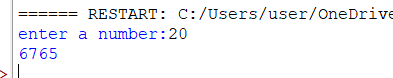 ====== RESTART: C:/Users/user/OneDrive
enter a number:20
6765
>